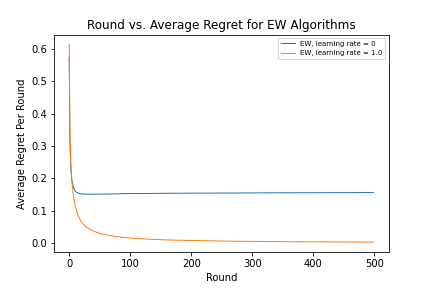 Round vs. Average Regret for EW Algorithms
EW, learning rate = 0
EW, learning rate = 1.0
Average Regret Per Round
0.6
0.5
0.4
0.3
0.2
0.1
0.0
0
100
200
300
400
500
Round